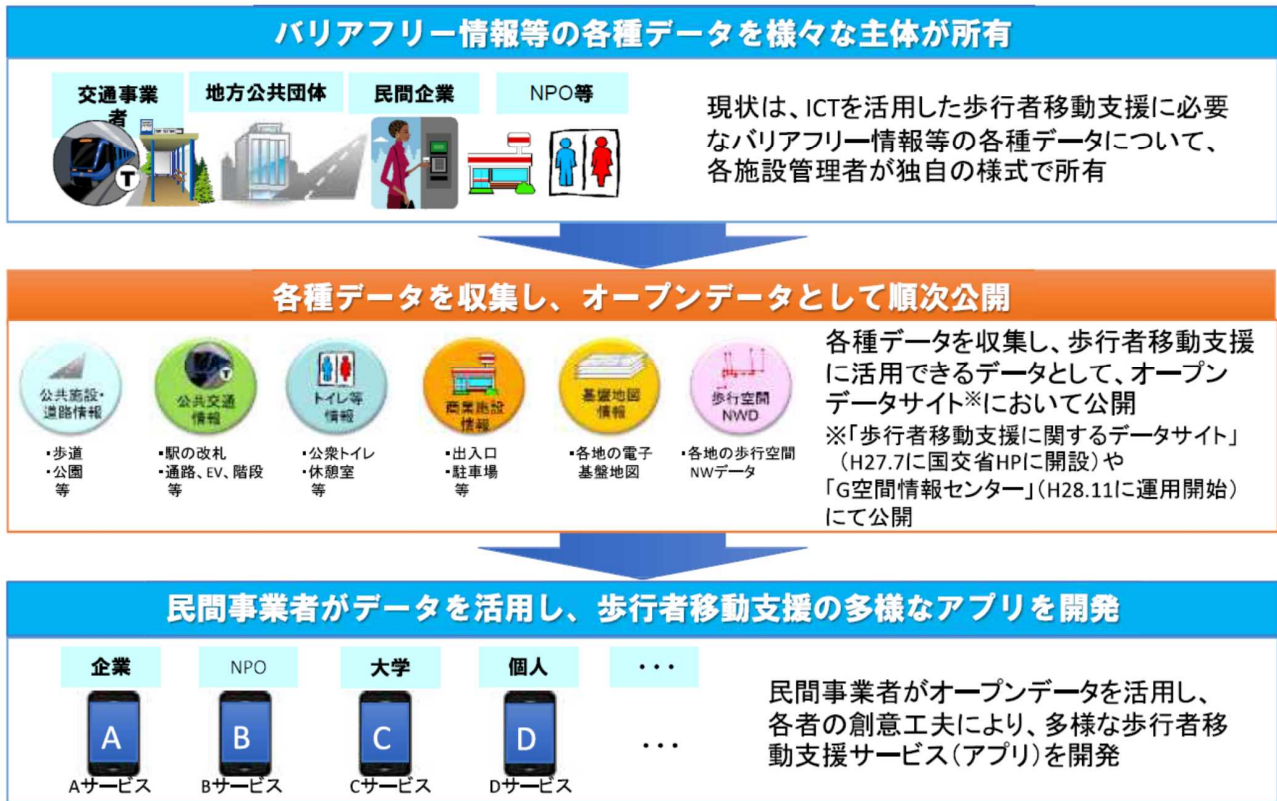 バリアフリー情報等の各種データを様々な主体が所有
交通事業
者
地方公共団体
民間企業
NPO等
T
現状は、ICTを活用した歩行者移動支援に必要
なバリアフリー情報等の各種データについて、
各施設管理者が独自の様式で所有
各種データを収集し、オープンデータとして順次公開
公共施設・
道路情報
・歩道
・公園
等
T
公共交通
情報
・駅の改札
・通路、EV、階段
等
トイレ等
情報
・公衆トイレ
・休憩室
等
商業施設
情報
・出入口
・駐車場
等
基盤地図
情報
・各地の電子
基盤地図
歩行空間
NWD
・各地の歩行空間
NWデータ
各種データを収集し、歩行者移動支援
に活用できるデータとして、オープン
データサイト※において公開
※「歩行者移動支援に関するデータサイト」
（H27.7に国交省HPに開設）や
「G空間情報センター」（H28.11に運用開始）
にて公開
民間事業者がデータを活用し、歩行者移動支援の多様なアプリを開発
企業
NPO
大学
個人
・・・
A
B
C
D
・・・
Aサービス
Bサービス
Cサービス
Dサービス
民間事業者がオープンデータを活用し、
各者の創意工夫により、多様な歩行者移
動支援サービス（アプリ）を開発